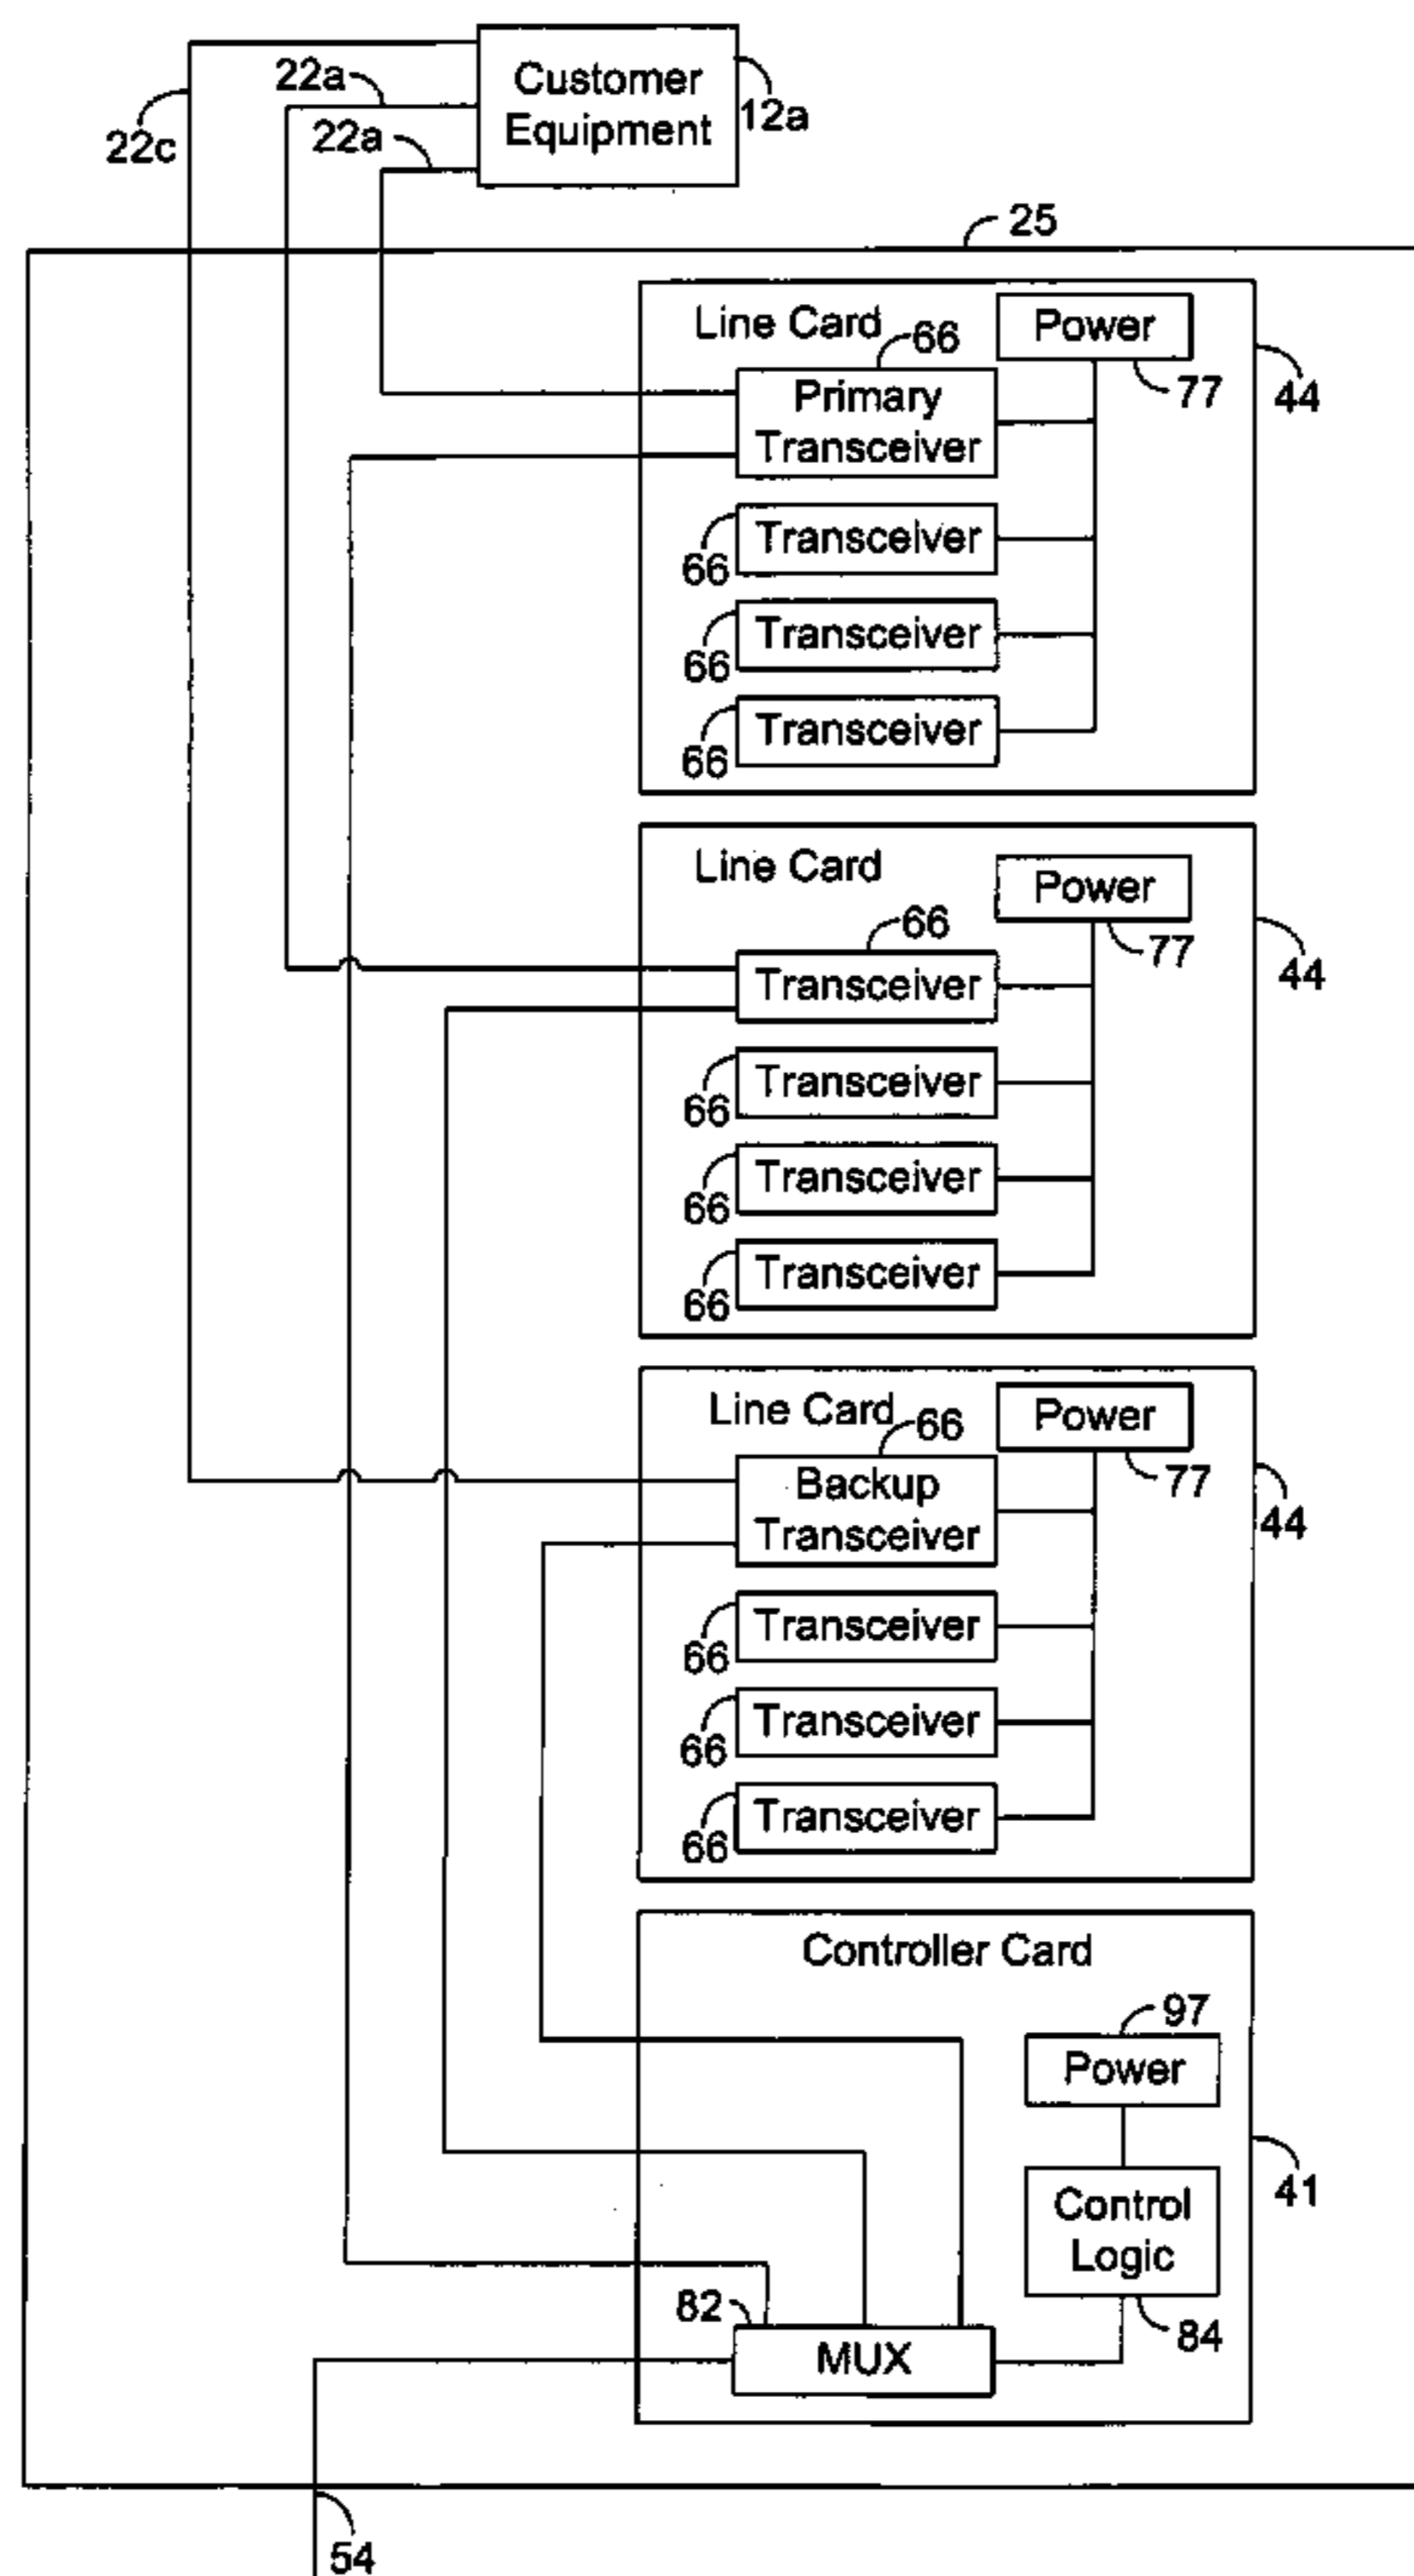 Customer
Equipment
12a
22a
22c
22a
25
Line Card
Power
66
77
44
Primary
Transceiver
66
Transceiver
66
Transceiver
66
Transceiver
Line Card
Power
66
77
44
Transceiver
66
Transceiver
66
Transceiver
66
Transceiver
Line Card
Power
66
77
44
Backup
Transceiver
66
Transceiver
66
Transceiver
66
Transceiver
Controller Card
97
Power
41
Control
Logic
82
84
MUX
54